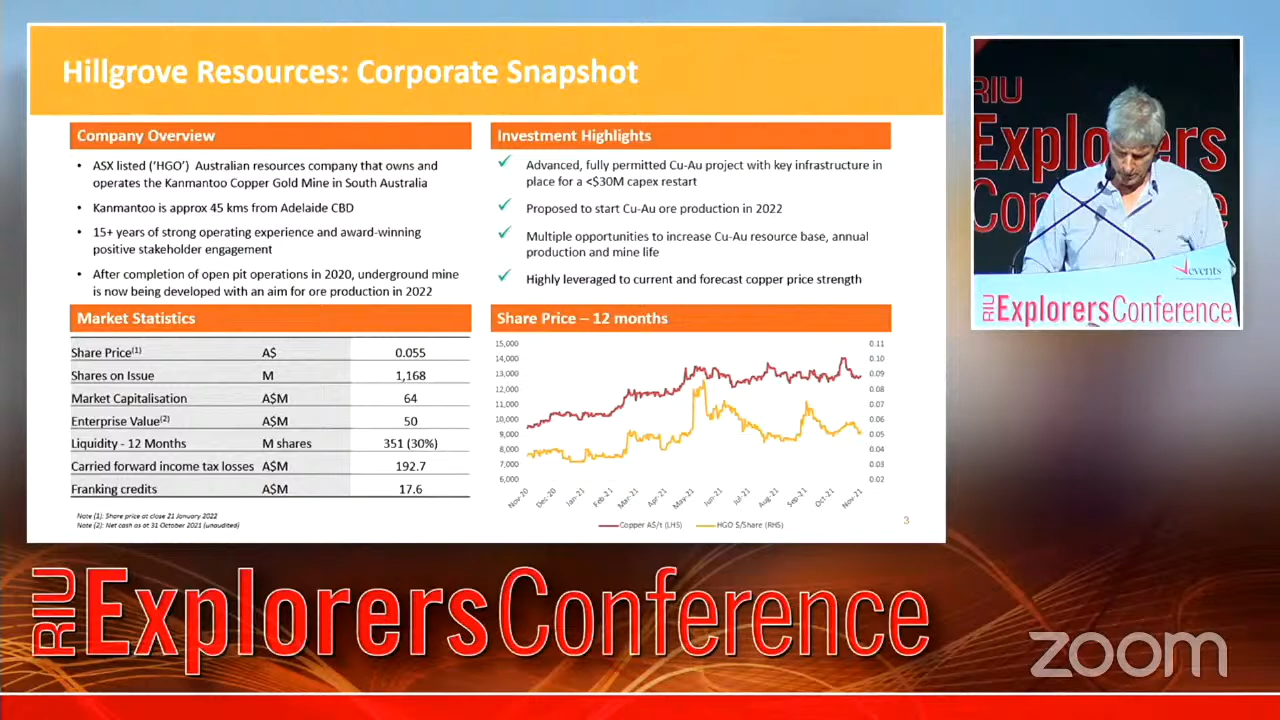 Hillgrove Resources: Corporate Snapshot
Company Overview
• ASX listed ('HGO') Australian resources company that owns and
operates the Kanmantoo Copper Gold Mine in South Australia
• Kanmantoo is approx 45 kms from Adelaide CBD
• 15+ years of strong operating experience and award-winning
positive stakeholder engagement
• After completion of open pit operations in 2020, underground mine
is now being developed with an aim for ore production in 2022
Investment Highlights
✓ Advanced, fully permitted Cu-Au project with key infrastructure in
place for a <$30M capex restart
✓ Proposed to start Cu-Au ore production in 2022
✓ Multiple opportunities to increase Cu-Au resource base, annual
production and mine life
✓ Highly leveraged to current and forecast copper price strength
Market Statistics
Share Price(1) A$ 0.055
Shares on Issue M 1,168
Market Capitalisation A$M 64
Enterprise Value(2) A$M 50
Liquidity - 12 Months M shares 351 (30%)
Carried forward income tax losses A$M 192.7
Franking credits A$M 17.6
Note (1): Share price at close 21 January 2022
Note (2): Net cash as at 31 October 2021 (unaudited)
Share Price – 12 months
15,000 0.11
14,000 0.10
13,000 0.09
12,000 0.08
11,000 0.07
10,000 0.06
9,000 0.05
8,000 0.04
7,000 0.03
6,000 0.02
Nov-20 Dec-20 Jan-21 Feb-21 Mar-21 Apr-21 May-21 Jun-21 Jul-21 Aug-21 Sep-21 Oct-21 Nov-21
Copper A$/t (LHS) HGO $/Share (RHS)
3
RIU
Explorers
Con
events
RIU ExplorersConference
RIU ExplorersConference
zoom